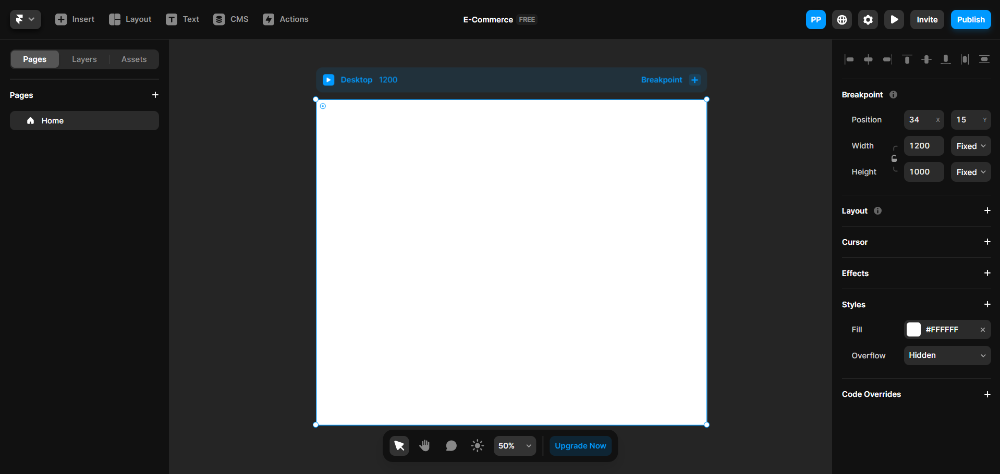 Insert Layout Text CMS Actions E-Commerce FREE PP Invite Publish
Pages Layers Assets
Pages
Home
Desktop 1200 Breakpoint
50% Upgrade Now
Breakpoint
Position 34 X 15 Y
Width 1200 Fixed
Height 1000 Fixed
Layout
Cursor
Effects
Styles
Fill #FFFFFF
Overflow Hidden
Code Overrides